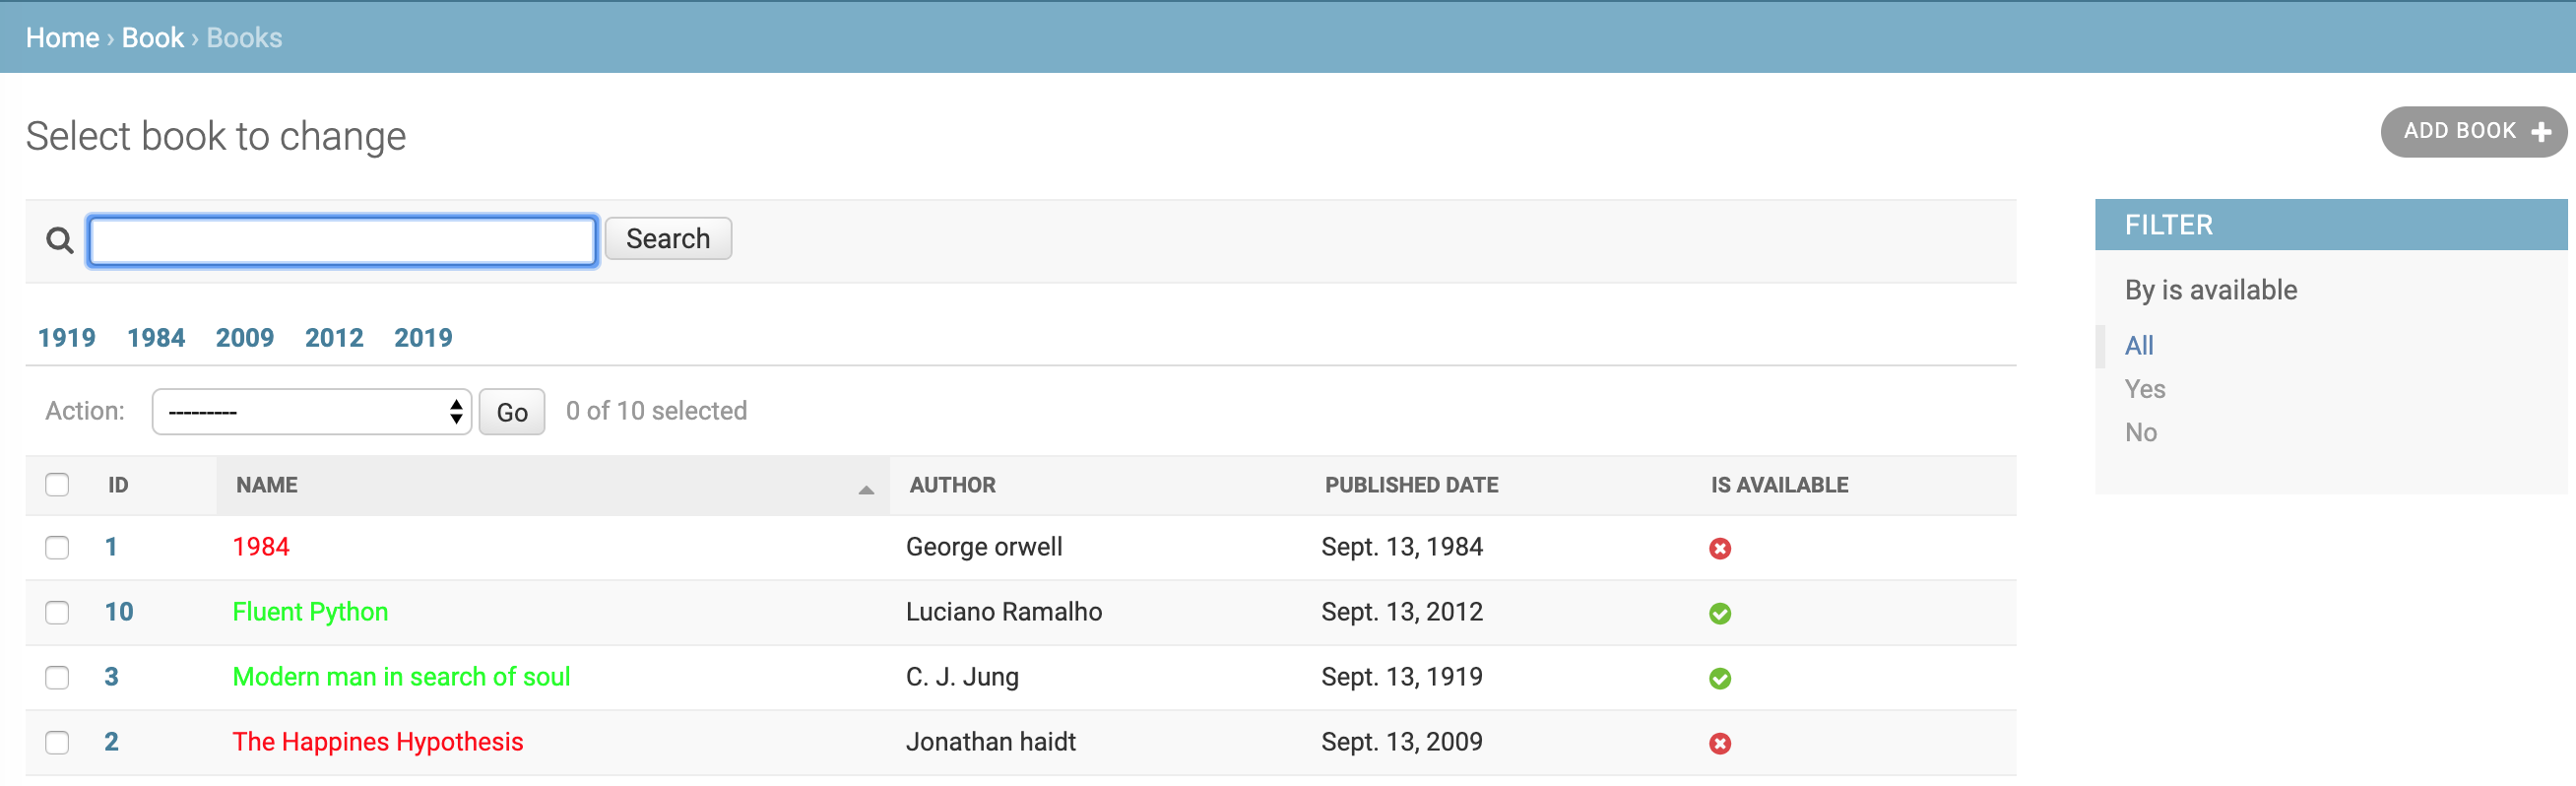 Home › Book › Books
Select book to change
ADD BOOK +
Search
FILTER
By is available
All
Yes
No
1919 1984 2009 2012 2019
Action: --------- Go 0 of 10 selected
ID NAME AUTHOR PUBLISHED DATE IS AVAILABLE
1 1984 George orwell Sept. 13, 1984
10 Fluent Python Luciano Ramalho Sept. 13, 2012
3 Modern man in search of soul C. J. Jung Sept. 13, 1919
2 The Happines Hypothesis Jonathan haidt Sept. 13, 2009